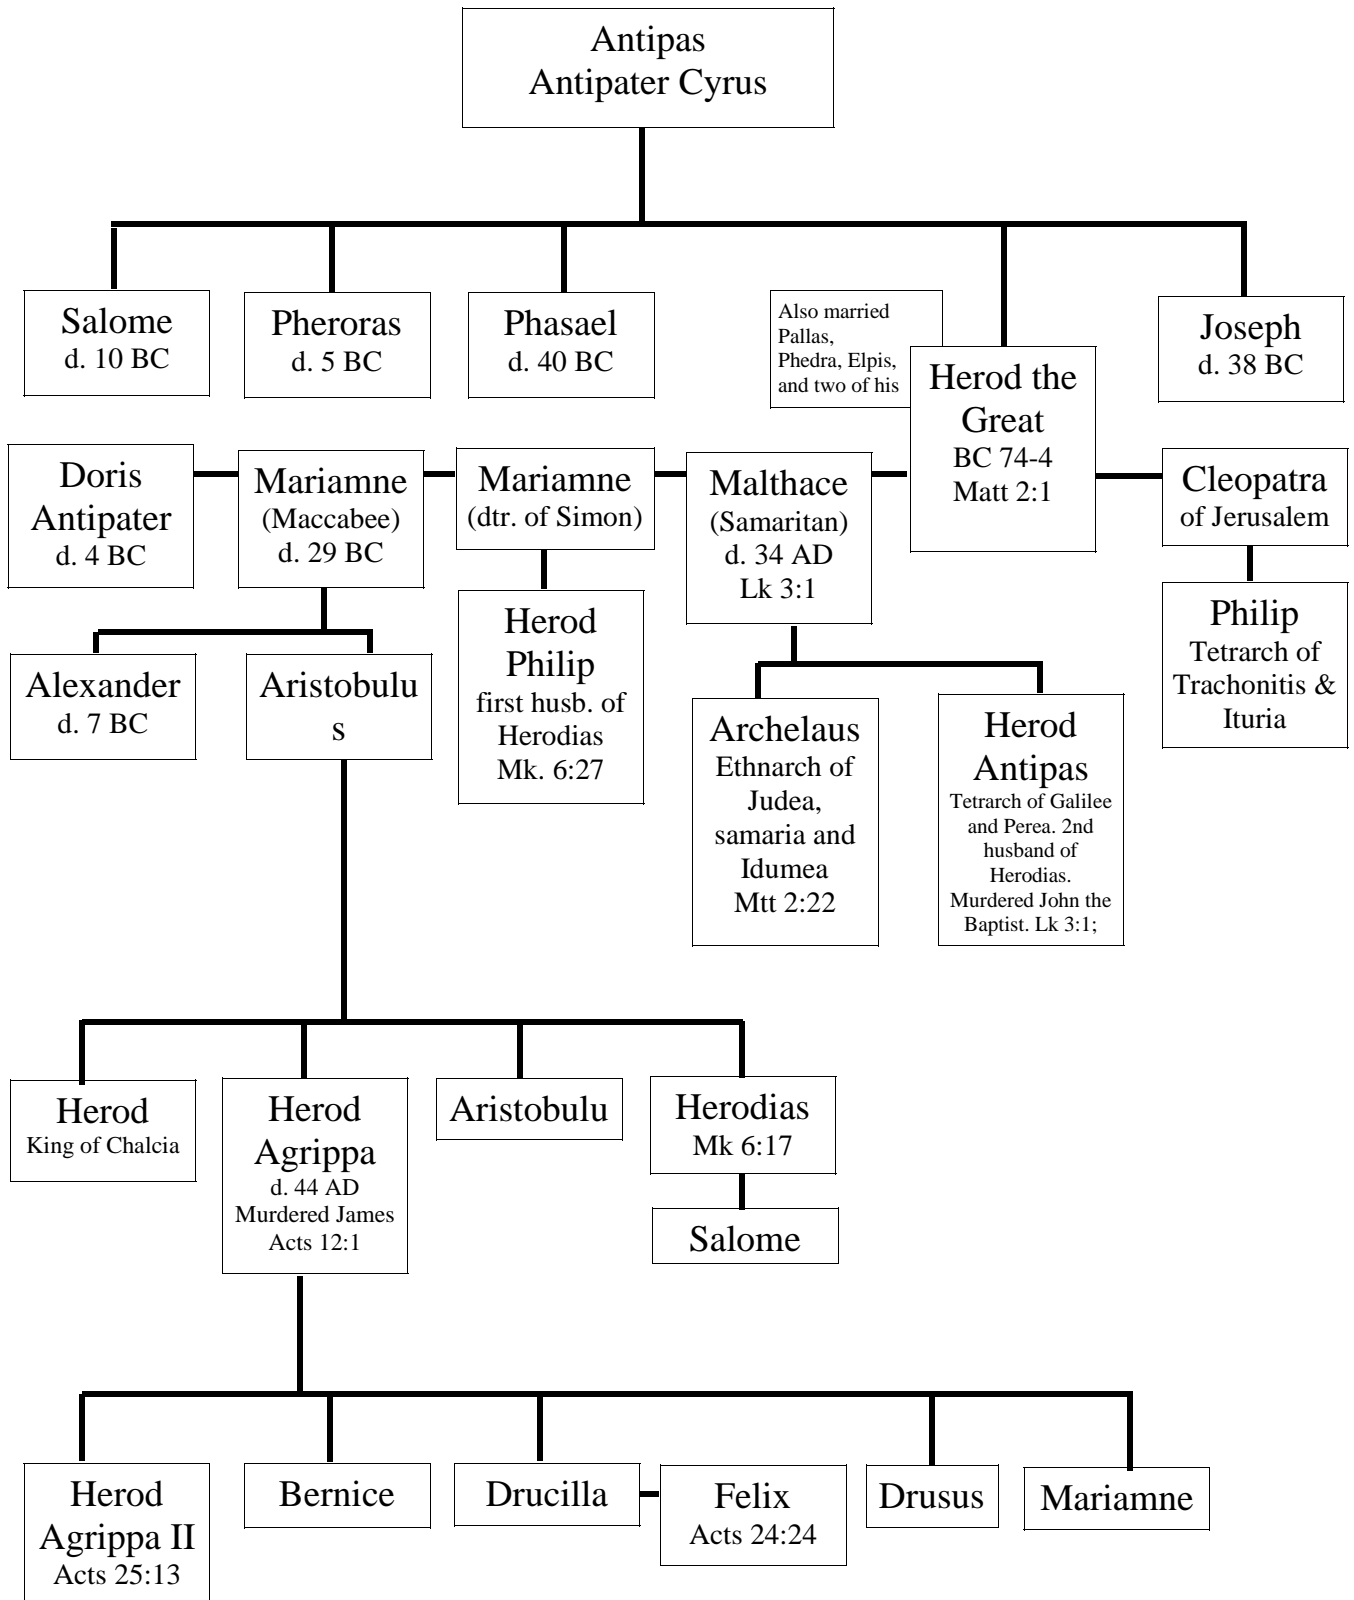 Antipas
Antipater Cyrus
Salome
d. 10 BC
Pheroras
d. 5 BC
Phasael
d. 40 BC
Also married
Pallas,
Phedra, Elpis,
and two of his
Herod the
Great
BC 74-4
Matt 2:1
Joseph
d. 38 BC
Doris
Antipater
d. 4 BC
Mariamne
(Maccabee)
d. 29 BC
Mariamne
(dtr. of Simon)
Malthace
(Samaritan)
d. 34 AD
Lk 3:1
Cleopatra
of Jerusalem
Alexander
d. 7 BC
Aristobulu
s
Herod
Philip
first husb. of
Herodias
Mk. 6:27
Archelaus
Ethnarch of
Judea,
samaria and
Idumea
Mtt 2:22
Herod
Antipas
Tetrarch of Galilee
and Perea. 2nd
husband of
Herodias.
Murdered John the
Baptist. Lk 3:1;
Philip
Tetrarch of
Trachonitis &
Ituria
Herod
King of Chalcia
Herod
Agrippa
d. 44 AD
Murdered James
Acts 12:1
Aristobulu
Herodias
Mk 6:17
Salome
Herod
Agrippa II
Acts 25:13
Bernice
Drucilla
Felix
Acts 24:24
Drusus
Mariamne